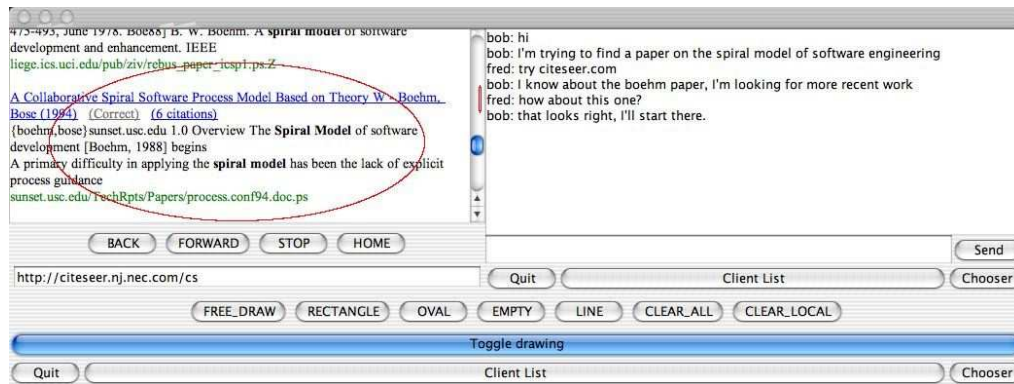 475-493, June 1978. Boe88] B. W. Boehm. A spiral model of software
development and enhancement. IEEE
liege.ics.uci.edu/pub/ziv/rebus_paper_icsp1.ps.Z
A Collaborative Spiral Software Process Model Based on Theory W - Boehm,
Bose (1994) (Correct) (6 citations)
{boehm,bose}sunset.usc.edu 1.0 Overview The Spiral Model of software
development [Boehm, 1988] begins
A primary difficulty in applying the spiral model has been the lack of explicit
process guidance
sunset.usc.edu/TechRpts/Papers/process.conf94.doc.ps
bob: hi
bob: I'm trying to find a paper on the spiral model of software engineering
fred: try citeseer.com
bob: I know about the boehm paper, I'm looking for more recent work
fred: how about this one?
bob: that looks right, I'll start there.
BACK FORWARD STOP HOME
Send
http://citeseer.nj.nec.com/cs
Quit Client List Chooser
FREE_DRAW RECTANGLE OVAL EMPTY LINE CLEAR_ALL CLEAR_LOCAL
Toggle drawing
Quit Client List Chooser